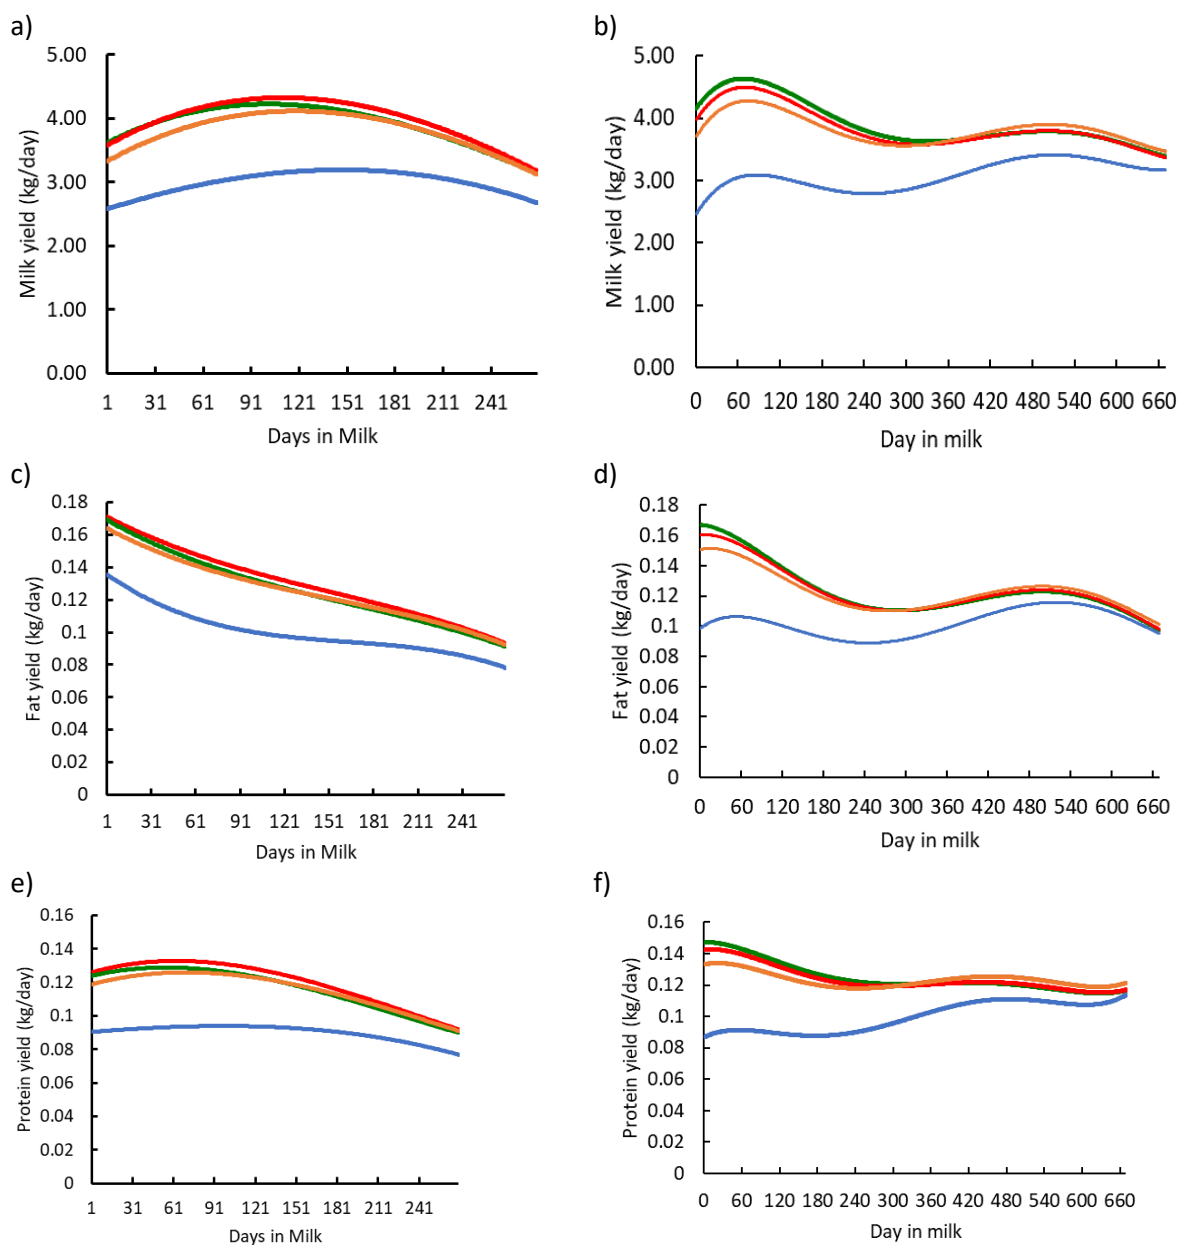 a)
5.00
4.00
3.00
2.00
1.00
0.00
Milk yield (kg/day)
1 31 61 91 121 151 181 211 241
Days in Milk
b)
5.00
4.00
3.00
2.00
1.00
0.00
Milk yield (kg/day)
0 60 120 180 240 300 360 420 480 540 600 660
Day in milk
c)
0.18
0.16
0.14
0.12
0.1
0.08
0.06
0.04
0.02
0
Fat yield (kg/day)
1 31 61 91 121 151 181 211 241
Days in Milk
d)
0.18
0.16
0.14
0.12
0.1
0.08
0.06
0.04
0.02
0
Fat yield (kg/day)
0 60 120 180 240 300 360 420 480 540 600 660
Day in milk
e)
0.16
0.14
0.12
0.1
0.08
0.06
0.04
0.02
0
Protein yield (kg/day)
1 31 61 91 121 151 181 211 241
Days in Milk
f)
0.16
0.14
0.12
0.1
0.08
0.06
0.04
0.02
0
Protein yield (kg/day)
0 60 120 180 240 300 360 420 480 540 600 660
Day in milk